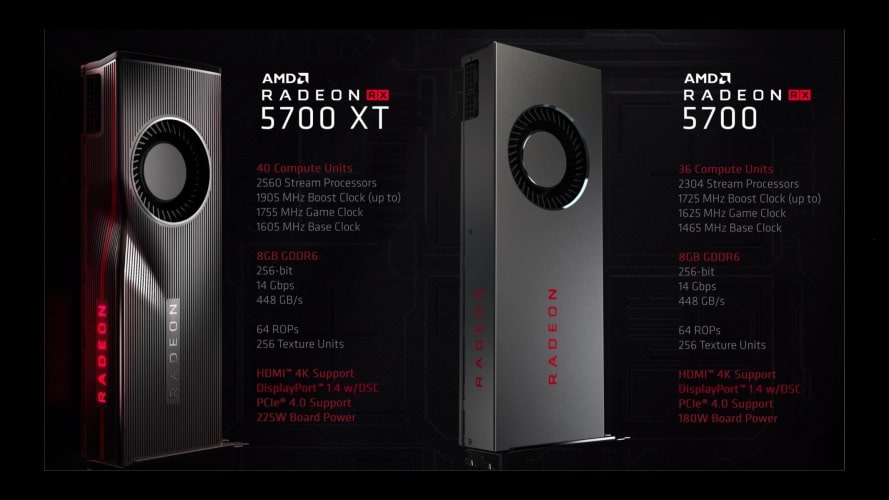 AMD
RADEON RX
5700 XT
40 Compute Units
2560 Stream Processors
1905 MHz Boost Clock (up to)
1755 MHz Game Clock
1605 MHz Base Clock
8GB GDDR6
256-bit
14 Gbps
448 GB/s
64 ROPs
256 Texture Units
HDMI™ 4K Support
DisplayPort™ 1.4 w/DSC
PCIe® 4.0 Support
225W Board Power
RADEON
RADEON
AMD
RADEON RX
5700
36 Compute Units
2304 Stream Processors
1725 MHz Boost Clock (up to)
1625 MHz Game Clock
1465 MHz Base Clock
8GB GDDR6
256-bit
14 Gbps
448 GB/s
64 ROPs
256 Texture Units
HDMI™ 4K Support
DisplayPort™ 1.4 w/DSC
PCIe® 4.0 Support
180W Board Power
RADEON
RADEON